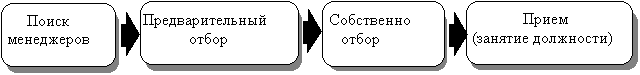 Поиск
менеджеров
Предварительный
отбор
Собственно
отбор
Прием
(занятие должности)